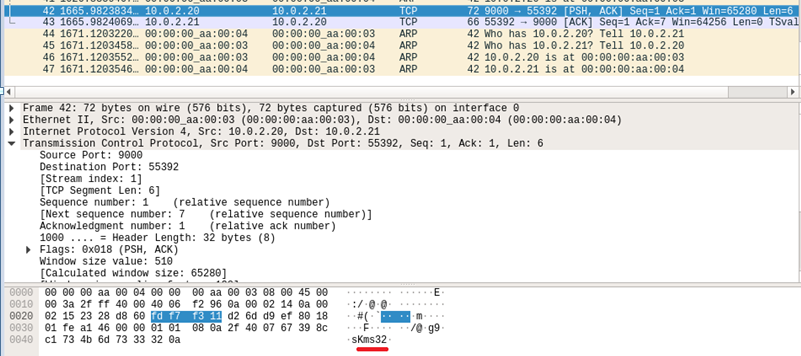 42 1665.9823834… 10.0.2.20 10.0.2.21 TCP 72 9000 → 55392 [PSH, ACK] Seq=1 Ack=1 Win=65280 Len=6
43 1665.9824069… 10.0.2.21 10.0.2.20 TCP 66 55392 → 9000 [ACK] Seq=1 Ack=7 Win=64256 Len=0 TSval
44 1671.1203220… 00:00:00_aa:00:04 00:00:00_aa:00:03 ARP 42 Who has 10.0.2.20? Tell 10.0.2.21
45 1671.1203458… 00:00:00_aa:00:03 00:00:00_aa:00:04 ARP 42 Who has 10.0.2.21? Tell 10.0.2.20
46 1671.1203552… 00:00:00_aa:00:03 00:00:00_aa:00:04 ARP 42 10.0.2.20 is at 00:00:00:aa:00:03
47 1671.1203546… 00:00:00_aa:00:04 00:00:00_aa:00:03 ARP 42 10.0.2.21 is at 00:00:00:aa:00:04
Frame 42: 72 bytes on wire (576 bits), 72 bytes captured (576 bits) on interface 0
Ethernet II, Src: 00:00:00_aa:00:03 (00:00:00:aa:00:03), Dst: 00:00:00_aa:00:04 (00:00:00:aa:00:04)
Internet Protocol Version 4, Src: 10.0.2.20, Dst: 10.0.2.21
Transmission Control Protocol, Src Port: 9000, Dst Port: 55392, Seq: 1, Ack: 1, Len: 6
Source Port: 9000
Destination Port: 55392
[Stream index: 1]
[TCP Segment Len: 6]
Sequence number: 1 (relative sequence number)
[Next sequence number: 7 (relative sequence number)]
Acknowledgment number: 1 (relative ack number)
1000 .... = Header Length: 32 bytes (8)
Flags: 0x018 (PSH, ACK)
Window size value: 510
[Calculated window size: 65280]
0000 00 00 00 aa 00 04 00 00 00 aa 00 03 08 00 45 00 ········ ······E·
0010 00 3a 2f ff 40 00 40 06 f2 96 0a 00 02 14 0a 00 ·:/·@·@· ········
0020 02 15 23 28 d8 60 fd f7 f3 11 d2 6d d9 ef 80 18 ··#(·`·· ···m····
0030 01 fe a1 46 00 00 01 01 08 0a 2f 40 07 67 39 8c ···F···· ··/@·g9·
0040 c1 73 4b 6d 73 33 32 0a ·sKms32·